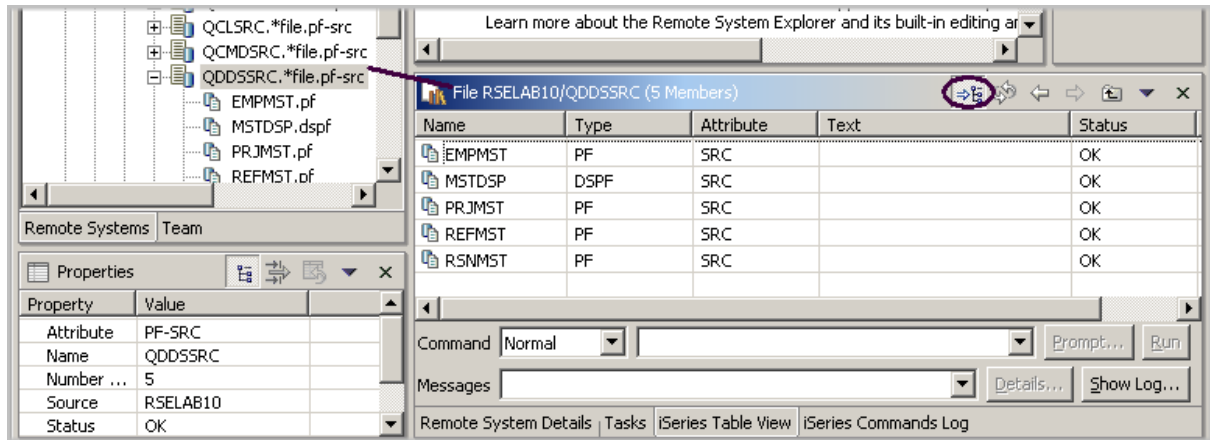 QCLSRC.*file.pf-src
QCMDSRC.*file.pf-src
QDDSSRC.*file.pf-src
EMPMST.pf
MSTDSP.dspf
PRJMST.pf
REFMST.pf
Remote Systems Team
Properties
Property Value
Attribute PF-SRC
Name QDDSSRC
Number ... 5
Source RSELAB10
Status OK
Learn more about the Remote System Explorer and its built-in editing ar
File RSELAB10/QDDSSRC (5 Members)
Name Type Attribute Text Status
EMPMST PF SRC OK
MSTDSP DSPF SRC OK
PRJMST PF SRC OK
REFMST PF SRC OK
RSNMST PF SRC OK
Command Normal Prompt... Run
Messages Details... Show Log...
Remote System Details Tasks iSeries Table View iSeries Commands Log